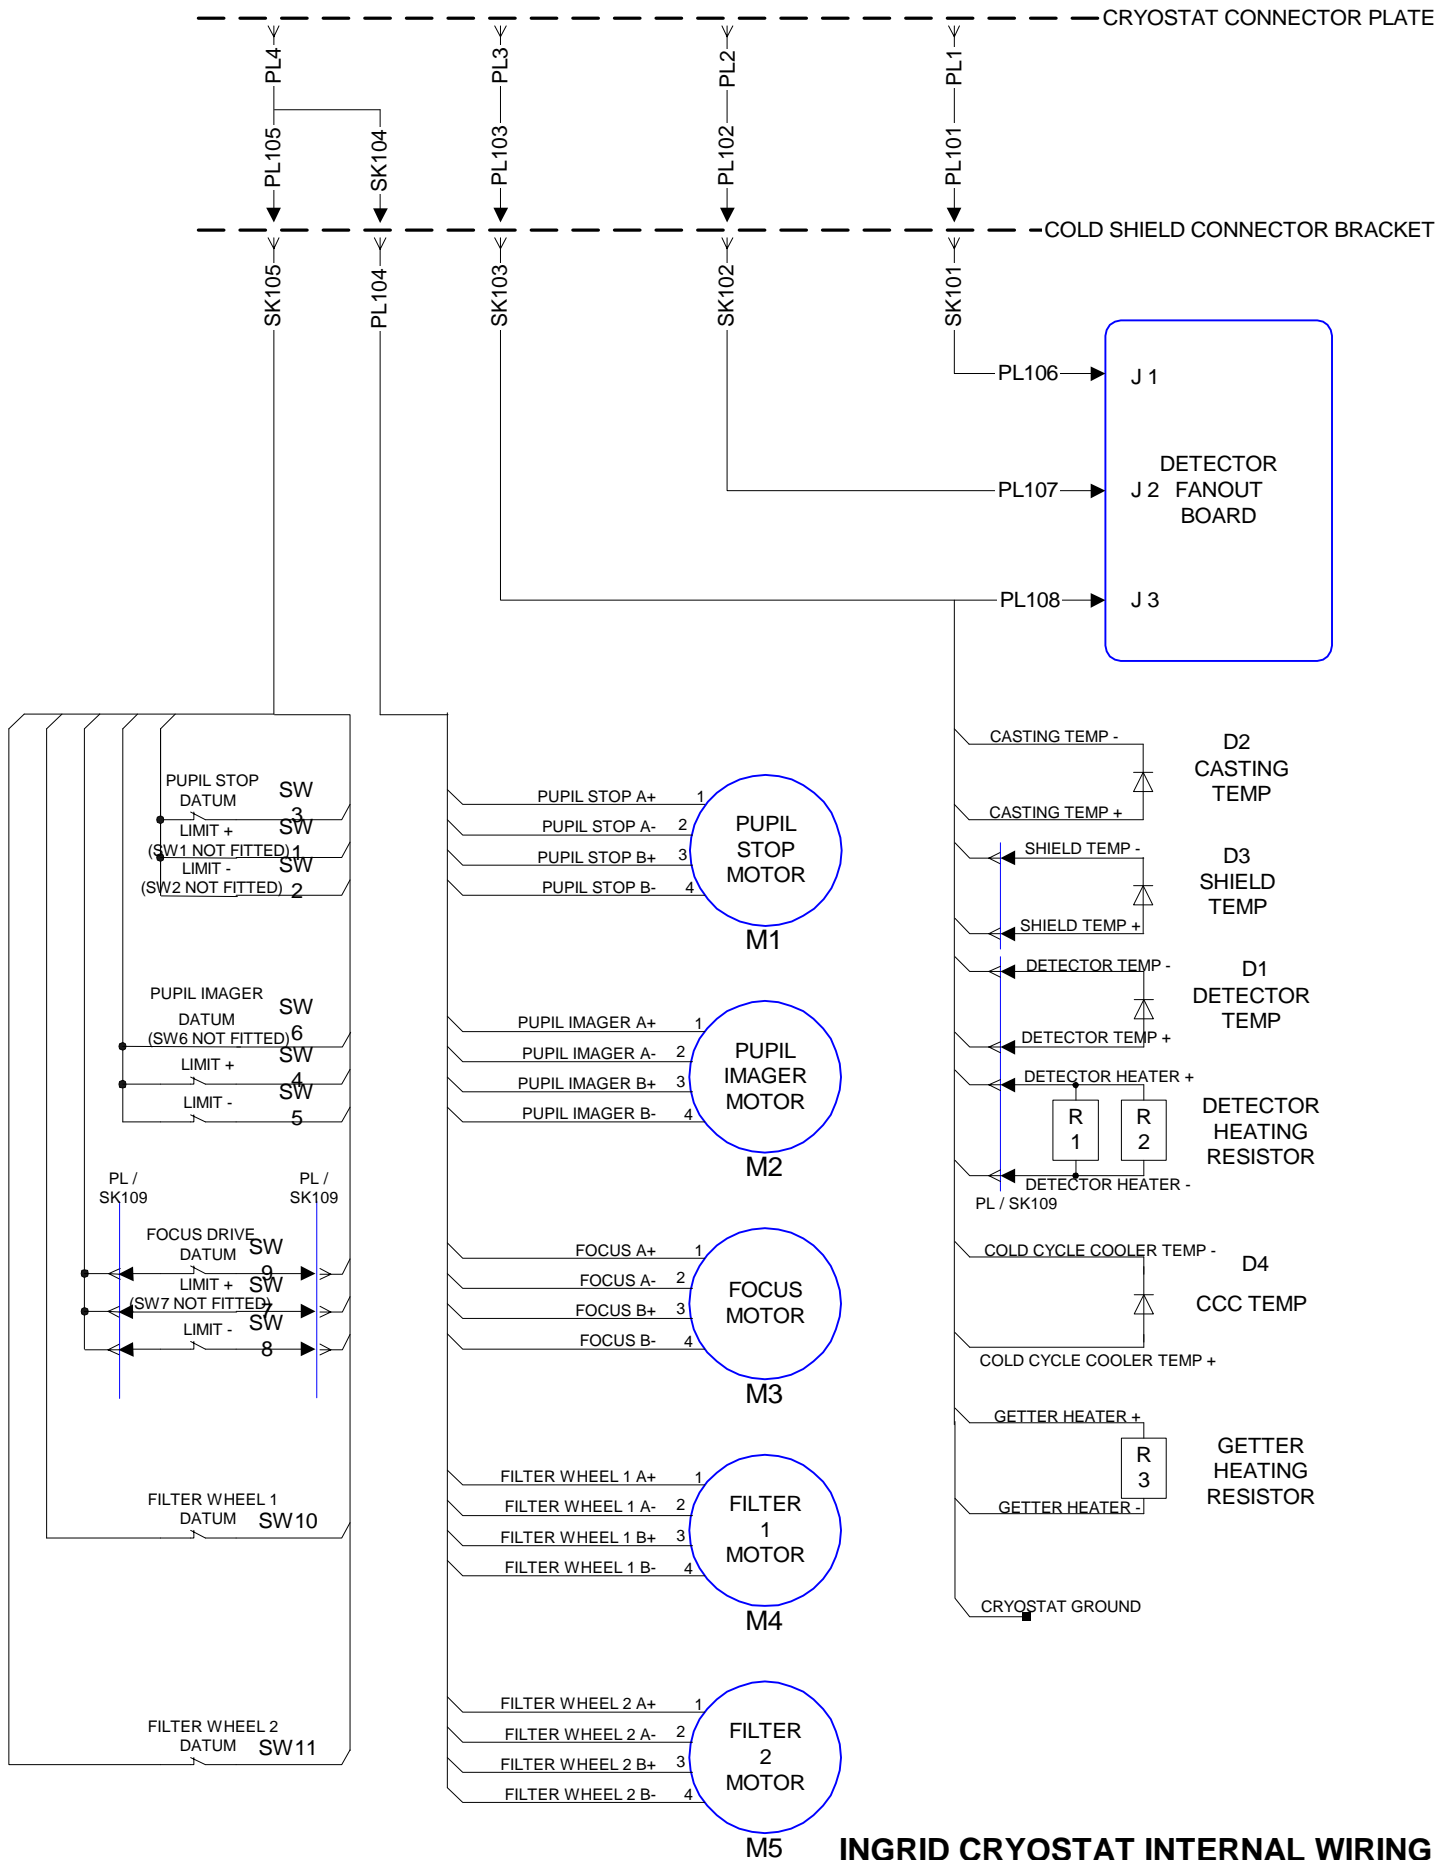 CRYOSTAT CONNECTOR PLATE
PL4
PL3
PL2
PL1
PL105
SK104
PL103
PL102
PL101
COLD SHIELD CONNECTOR BRACKET
SK105
PL104
SK103
SK102
SK101
PL106
J 1
DETECTOR
FANOUT
BOARD
PL107
J 2
PL108
J 3
PUPIL STOP
DATUM
SW
3
LIMIT +
(SW1 NOT FITTED)
SW
1
LIMIT -
(SW2 NOT FITTED)
SW
2
PUPIL IMAGER
DATUM
(SW6 NOT FITTED)
SW
6
LIMIT +
SW
4
LIMIT -
SW
5
PL /
SK109
PL /
SK109
FOCUS DRIVE
DATUM
SW
9
LIMIT +
(SW7 NOT FITTED)
SW
7
LIMIT -
SW
8
FILTER WHEEL 1
DATUM
SW10
FILTER WHEEL 2
DATUM
SW11
PUPIL STOP A+
1
PUPIL STOP A-
2
PUPIL STOP B+
3
PUPIL STOP B-
4
PUPIL
STOP
MOTOR
M1
PUPIL IMAGER A+
1
PUPIL IMAGER A-
2
PUPIL IMAGER B+
3
PUPIL IMAGER B-
4
PUPIL
IMAGER
MOTOR
M2
FOCUS A+
1
FOCUS A-
2
FOCUS B+
3
FOCUS B-
4
FOCUS
MOTOR
M3
FILTER WHEEL 1 A+
1
FILTER WHEEL 1 A-
2
FILTER WHEEL 1 B+
3
FILTER WHEEL 1 B-
4
FILTER
1
MOTOR
M4
FILTER WHEEL 2 A+
1
FILTER WHEEL 2 A-
2
FILTER WHEEL 2 B+
3
FILTER WHEEL 2 B-
4
FILTER
2
MOTOR
M5
CASTING TEMP -
CASTING TEMP +
D2
CASTING
TEMP
SHIELD TEMP -
SHIELD TEMP +
D3
SHIELD
TEMP
DETECTOR TEMP -
DETECTOR TEMP +
D1
DETECTOR
TEMP
DETECTOR HEATER +
R
1
R
2
DETECTOR HEATER -
DETECTOR
HEATING
RESISTOR
PL / SK109
COLD CYCLE COOLER TEMP -
COLD CYCLE COOLER TEMP +
D4
CCC TEMP
GETTER HEATER +
R
3
GETTER HEATER -
GETTER
HEATING
RESISTOR
CRYOSTAT GROUND
INGRID CRYOSTAT INTERNAL WIRING